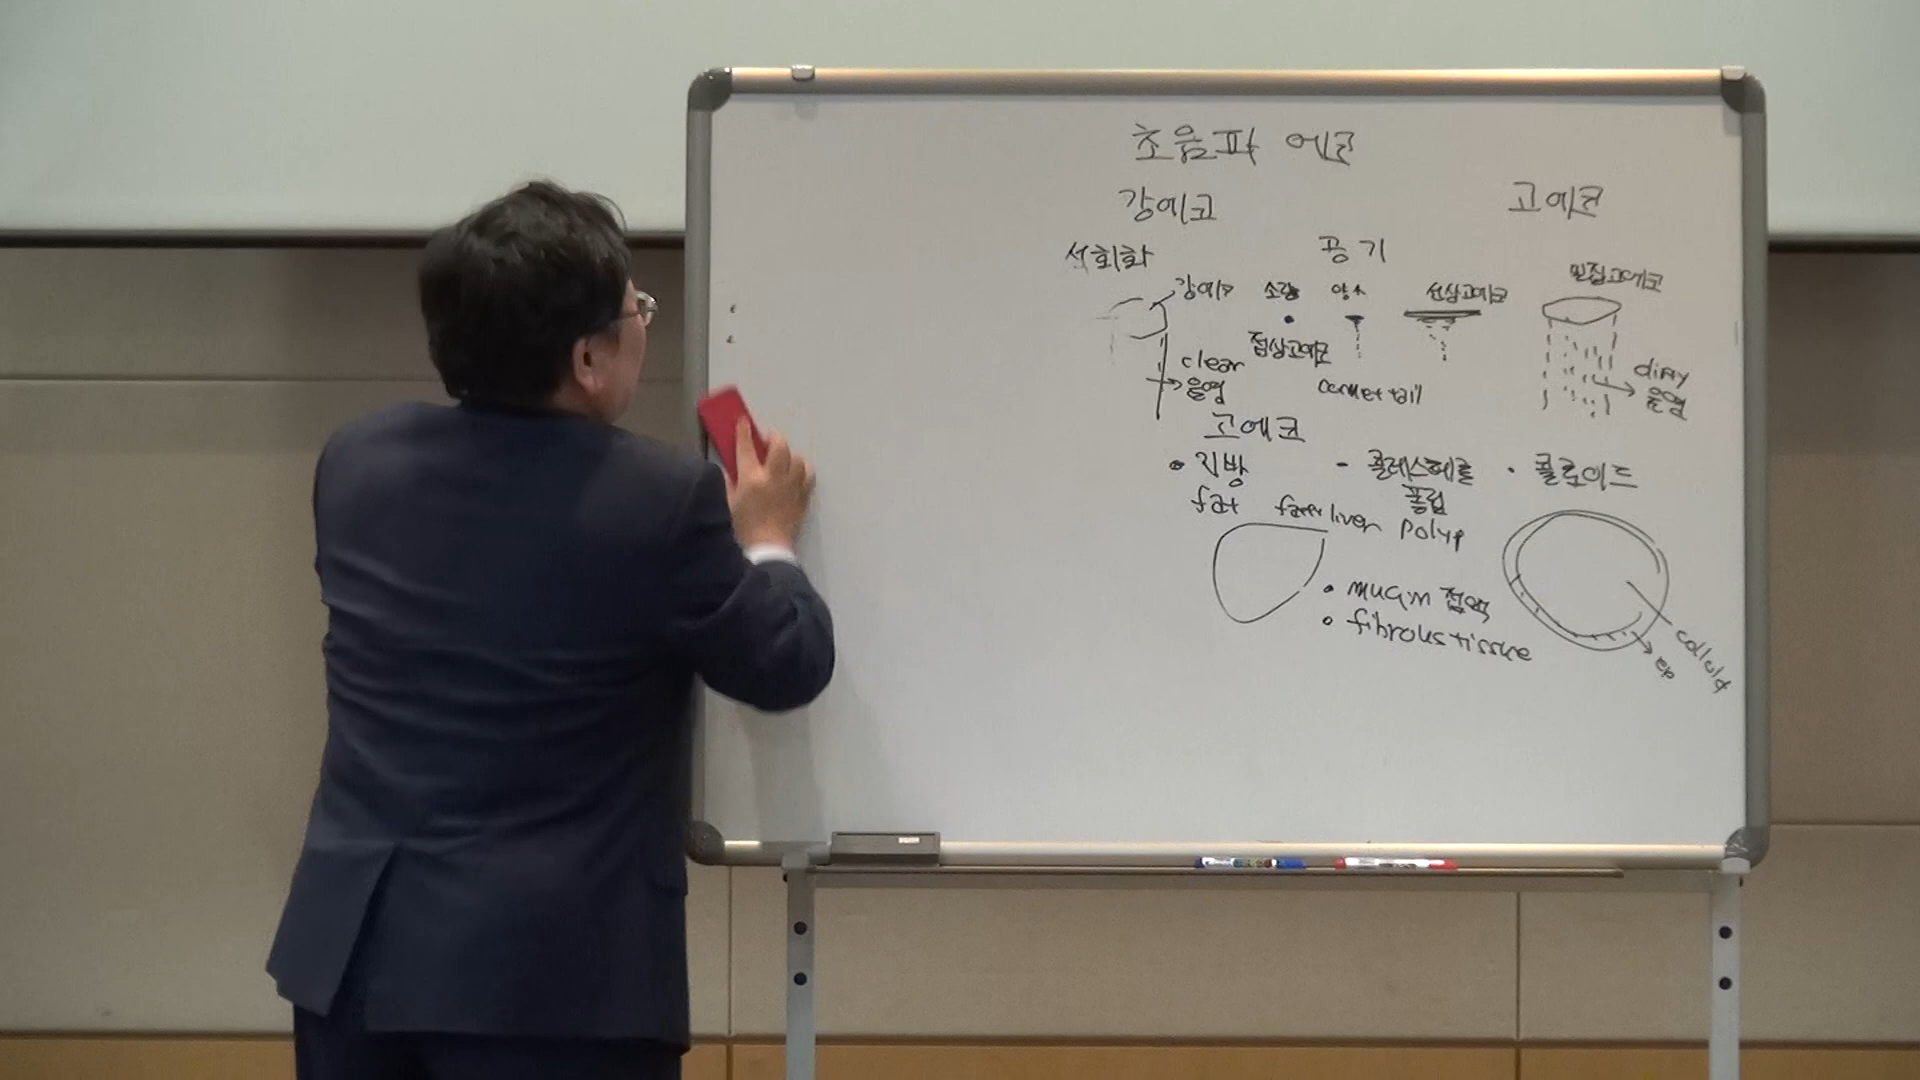 초음파 에코
강에코 고에코
석회화 공기
강에코 소량 선상고에코 면집고에코
점상고에코
clear
음영
comet tail
dirty
음영
고에코
• 지방 - 콜레스테롤 • 콜로이드
fat fatty liver 폴립
polyp
• mucin 점액
• fibrous tissue
colloid
ep